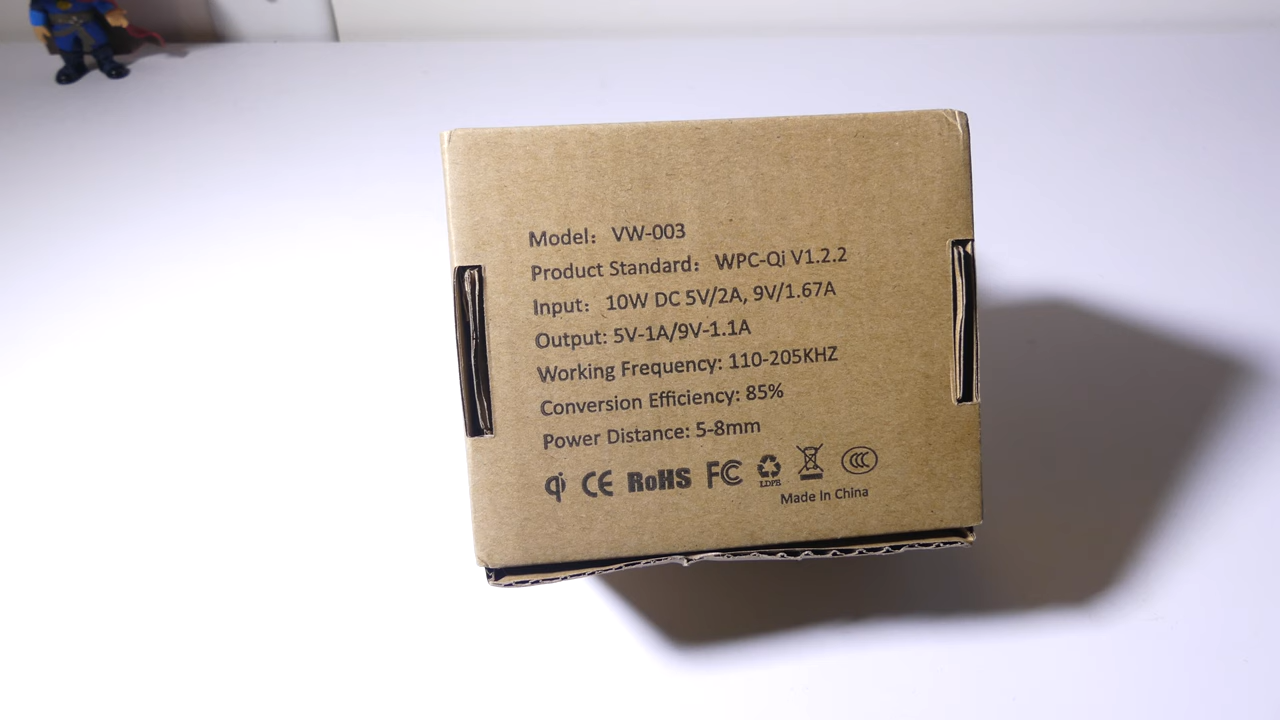 Model: VW-003
Product Standard: WPC-Qi V1.2.2
Input: 10W DC 5V/2A, 9V/1.67A
Output: 5V-1A/9V-1.1A
Working Frequency: 110-205KHZ
Conversion Efficiency: 85%
Power Distance: 5-8mm
qi CE RoHS FC LDPE CCC
Made In China